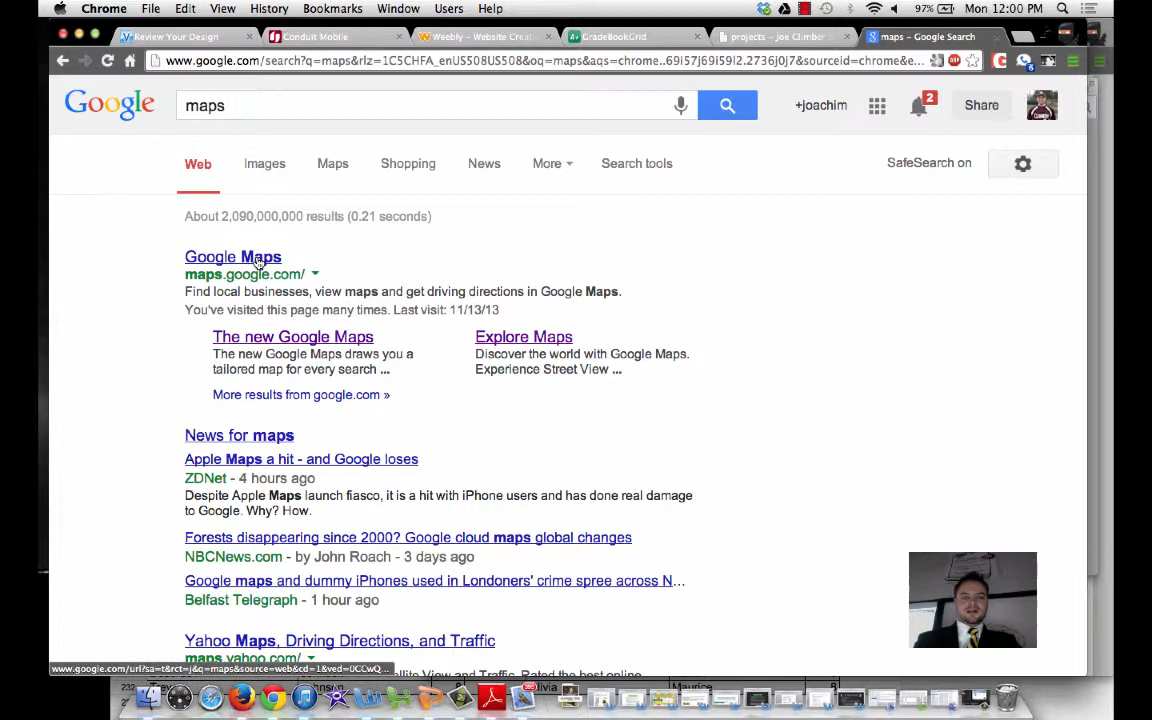 Chrome File Edit View History Bookmarks Window Users Help 97% Mon 12:00 PM
Review Your Design Conduit Mobile Weebly - Website Creat GradeBookGrid projects - Joe Climber maps - Google Search
www.google.com/search?q=maps&rlz=1C5CHFA_enUS508US508&oq=maps&aqs=chrome..69i57j69i59l2.2736j0j7&sourceid=chrome&e...
Google maps +joachim 2 Share
Web Images Maps Shopping News More Search tools SafeSearch on
About 2,090,000,000 results (0.21 seconds)
Google Maps
maps.google.com/
Find local businesses, view maps and get driving directions in Google Maps.
You've visited this page many times. Last visit: 11/13/13
The new Google Maps Explore Maps
The new Google Maps draws you a Discover the world with Google Maps.
tailored map for every search ... Experience Street View ...
More results from google.com »
News for maps
Apple Maps a hit - and Google loses
ZDNet - 4 hours ago
Despite Apple Maps launch fiasco, it is a hit with iPhone users and has done real damage
to Google. Why? How.
Forests disappearing since 2000? Google cloud maps global changes
NBCNews.com - by John Roach - 3 days ago
Google maps and dummy iPhones used in Londoners' crime spree across N...
Belfast Telegraph - 1 hour ago
Yahoo Maps, Driving Directions, and Traffic
maps.yahoo.com/
www.google.com/url?sa=t&rct=j&q=maps&source=web&cd=1&ved=0CCwQ...
tellite View and Traffic. Rated the best online
232